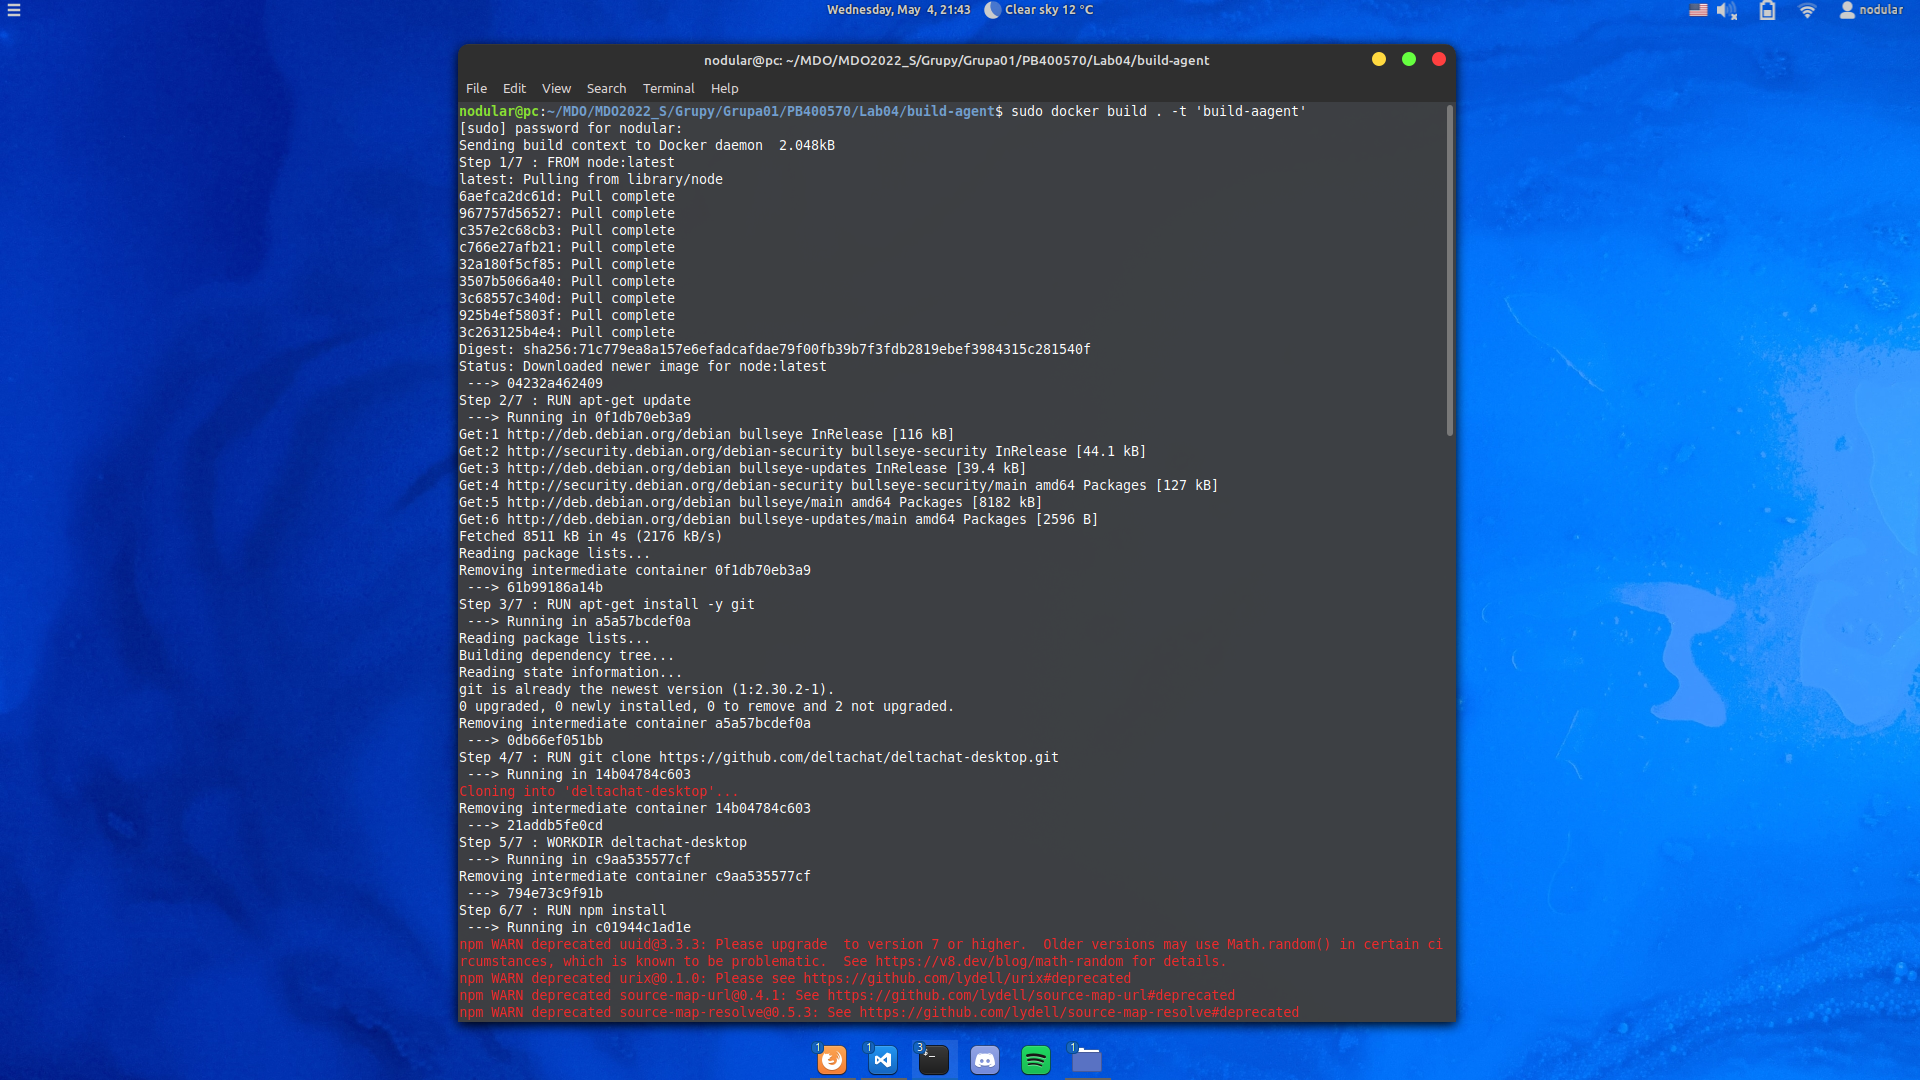 Wednesday, May  4, 21:43
Clear sky 12 °C
nodular
nodular@pc: ~/MDO/MDO2022_S/Grupy/Grupa01/PB400570/Lab04/build-agent
File Edit View Search Terminal Help
nodular@pc:~/MDO/MDO2022_S/Grupy/Grupa01/PB400570/Lab04/build-agent$ sudo docker build . -t 'build-aagent'
[sudo] password for nodular:
Sending build context to Docker daemon  2.048kB
Step 1/7 : FROM node:latest
latest: Pulling from library/node
6aefca2dc61d: Pull complete
967757d56527: Pull complete
c357e2c68cb3: Pull complete
c766e27afb21: Pull complete
32a180f5cf85: Pull complete
3507b5066a40: Pull complete
3c68557c340d: Pull complete
925b4ef5803f: Pull complete
3c263125b4e4: Pull complete
Digest: sha256:71c779ea8a157e6efadcafdae79f00fb39b7f3fdb2819ebef3984315c281540f
Status: Downloaded newer image for node:latest
 ---> 04232a462409
Step 2/7 : RUN apt-get update
 ---> Running in 0f1db70eb3a9
Get:1 http://deb.debian.org/debian bullseye InRelease [116 kB]
Get:2 http://security.debian.org/debian-security bullseye-security InRelease [44.1 kB]
Get:3 http://deb.debian.org/debian bullseye-updates InRelease [39.4 kB]
Get:4 http://security.debian.org/debian-security bullseye-security/main amd64 Packages [127 kB]
Get:5 http://deb.debian.org/debian bullseye/main amd64 Packages [8182 kB]
Get:6 http://deb.debian.org/debian bullseye-updates/main amd64 Packages [2596 B]
Fetched 8511 kB in 4s (2176 kB/s)
Reading package lists...
Removing intermediate container 0f1db70eb3a9
 ---> 61b99186a14b
Step 3/7 : RUN apt-get install -y git
 ---> Running in a5a57bcdef0a
Reading package lists...
Building dependency tree...
Reading state information...
git is already the newest version (1:2.30.2-1).
0 upgraded, 0 newly installed, 0 to remove and 2 not upgraded.
Removing intermediate container a5a57bcdef0a
 ---> 0db66ef051bb
Step 4/7 : RUN git clone https://github.com/deltachat/deltachat-desktop.git
 ---> Running in 14b04784c603
Cloning into 'deltachat-desktop'...
Removing intermediate container 14b04784c603
 ---> 21addb5fe0cd
Step 5/7 : WORKDIR deltachat-desktop
 ---> Running in c9aa535577cf
Removing intermediate container c9aa535577cf
 ---> 794e73c9f91b
Step 6/7 : RUN npm install
 ---> Running in c01944c1ad1e
npm WARN deprecated uuid@3.3.3: Please upgrade  to version 7 or higher.  Older versions may use Math.random() in certain ci
rcumstances, which is known to be problematic.  See https://v8.dev/blog/math-random for details.
npm WARN deprecated urix@0.1.0: Please see https://github.com/lydell/urix#deprecated
npm WARN deprecated source-map-url@0.4.1: See https://github.com/lydell/source-map-url#deprecated
npm WARN deprecated source-map-resolve@0.5.3: See https://github.com/lydell/source-map-resolve#deprecated
1 1 3 1